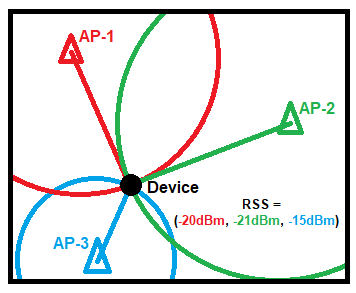 AP-1
AP-2
Device
RSS =
(-20dBm, -21dBm, -15dBm)
AP-3